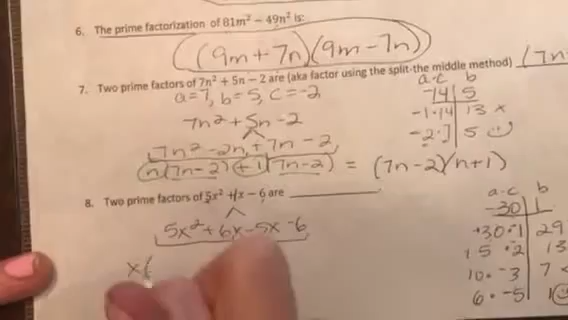 6. The prime factorization of 81m² – 49n² is:
(9m+7n)(9m-7n)
7. Two prime factors of 7n² + 5n – 2 are (aka factor using the split-the middle method) (7n-
a=7, b=5, c=-2
7n²+5n-2
7n²-2n+7n-2
n(7n-2)+1(7n-2) = (7n-2)(n+1)
a·c b
-14 5
-1·14 13 x
-2·7 5
8. Two prime factors of 5x² +x – 6 are
5x²+6x-5x-6
x(
a·c b
-30 1
+30·-1 29
15·-2 13
10·-3 7
6·-5 1